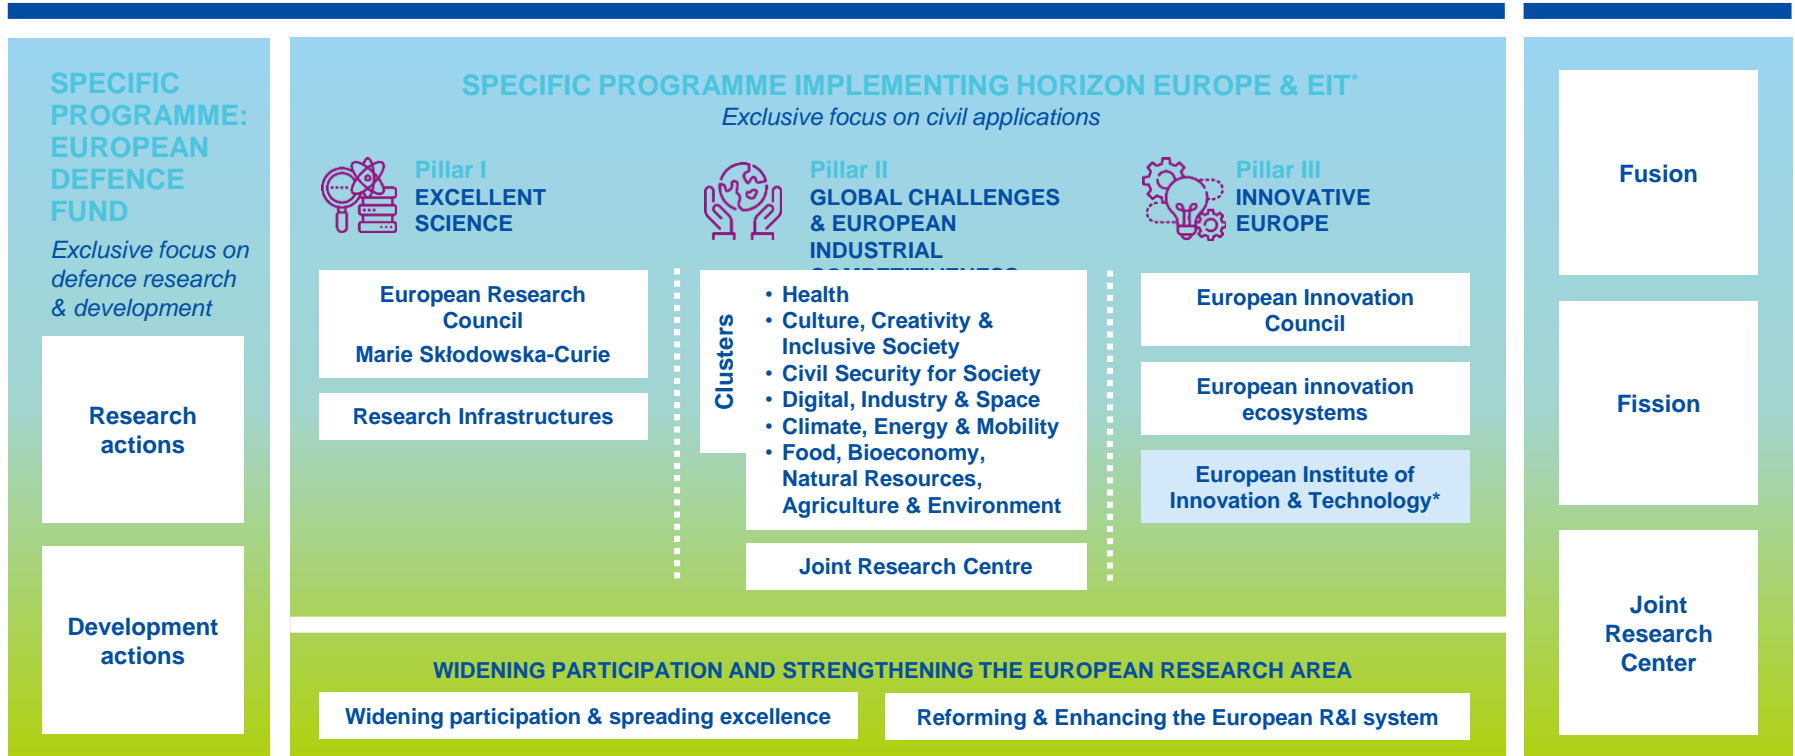 SPECIFIC
PROGRAMME:
EUROPEAN
DEFENCE
FUND
Exclusive focus on
defence research
& development
Research
actions
Development
actions
SPECIFIC PROGRAMME IMPLEMENTING HORIZON EUROPE & EIT*
Exclusive focus on civil applications
Pillar I
EXCELLENT
SCIENCE
European Research
Council
Marie Skłodowska-Curie
Research Infrastructures
Pillar II
GLOBAL CHALLENGES
& EUROPEAN
INDUSTRIAL
COMPETITIVENESS
Clusters
• Health
• Culture, Creativity &
Inclusive Society
• Civil Security for Society
• Digital, Industry & Space
• Climate, Energy & Mobility
• Food, Bioeconomy,
Natural Resources,
Agriculture & Environment
Joint Research Centre
Pillar III
INNOVATIVE
EUROPE
European Innovation
Council
European innovation
ecosystems
European Institute of
Innovation & Technology*
WIDENING PARTICIPATION AND STRENGTHENING THE EUROPEAN RESEARCH AREA
Widening participation & spreading excellence
Reforming & Enhancing the European R&I system
Fusion
Fission
Joint
Research
Center